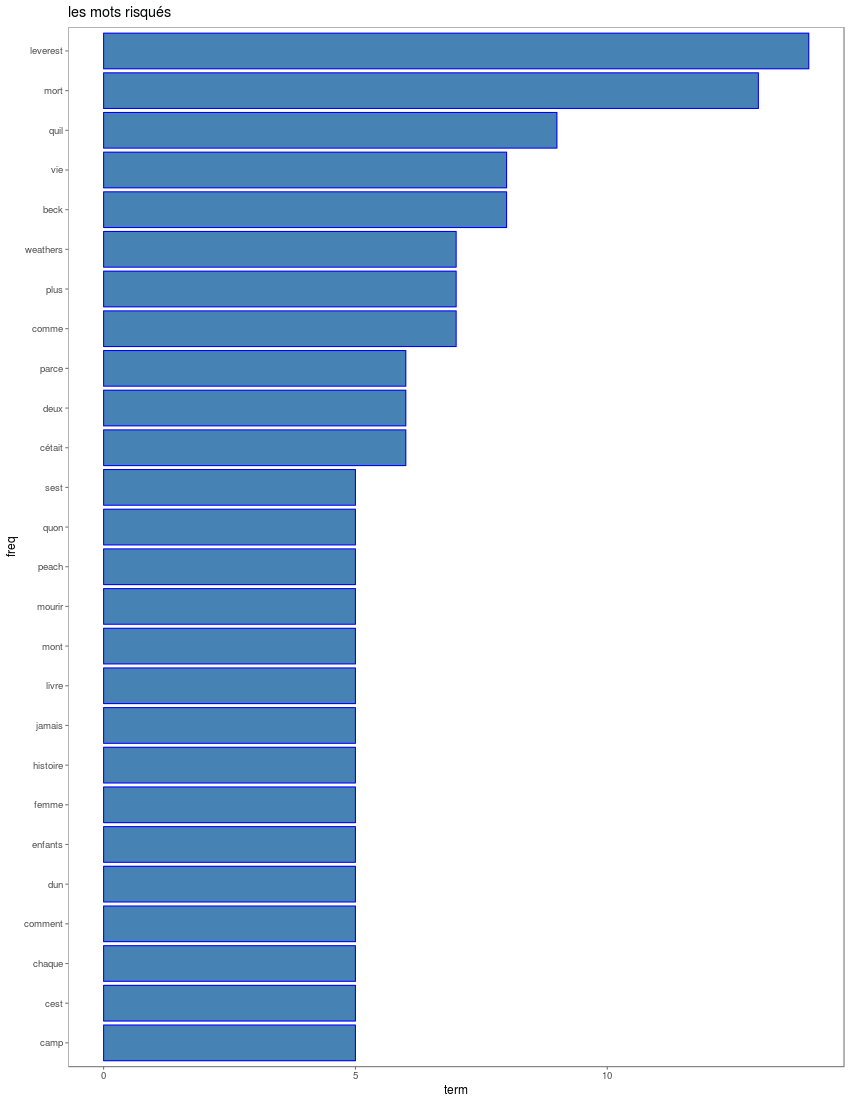 les mots risqués
leverest
mort
quil
vie
beck
weathers
plus
comme
parce
deux
cétait
sest
quon
peach
mourir
mont
livre
jamais
histoire
femme
enfants
dun
comment
chaque
cest
camp
freq
0 5 10
term